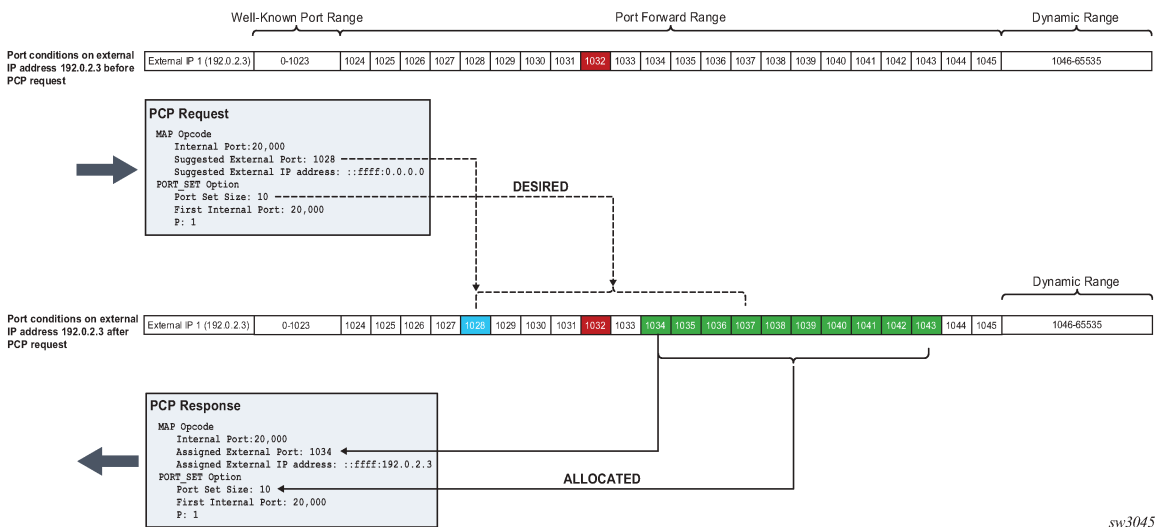 Well-Known Port Range Port Forward Range Dynamic Range
Port conditions on external
IP address 192.0.2.3 before
PCP request
External IP 1 (192.0.2.3) 0-1023 1024 1025 1026 1027 1028 1029 1030 1031 1032 1033 1034 1035 1036 1037 1038 1039 1040 1041 1042 1043 1044 1045 1046-65535
PCP Request
MAP Opcode
Internal Port:20,000
Suggested External Port: 1028
Suggested External IP address: ::ffff:0.0.0.0
PORT_SET Option
Port Set Size: 10
First Internal Port: 20,000
P: 1
DESIRED
Dynamic Range
Port conditions on external
IP address 192.0.2.3 after
PCP request
External IP 1 (192.0.2.3) 0-1023 1024 1025 1026 1027 1028 1029 1030 1031 1032 1033 1034 1035 1036 1037 1038 1039 1040 1041 1042 1043 1044 1045 1046-65535
PCP Response
MAP Opcode
Internal Port:20,000
Assigned External Port: 1034
Assigned External IP address: ::ffff:192.0.2.3
PORT_SET Option
Port Set Size: 10
First Internal Port: 20,000
P: 1
ALLOCATED
sw3045